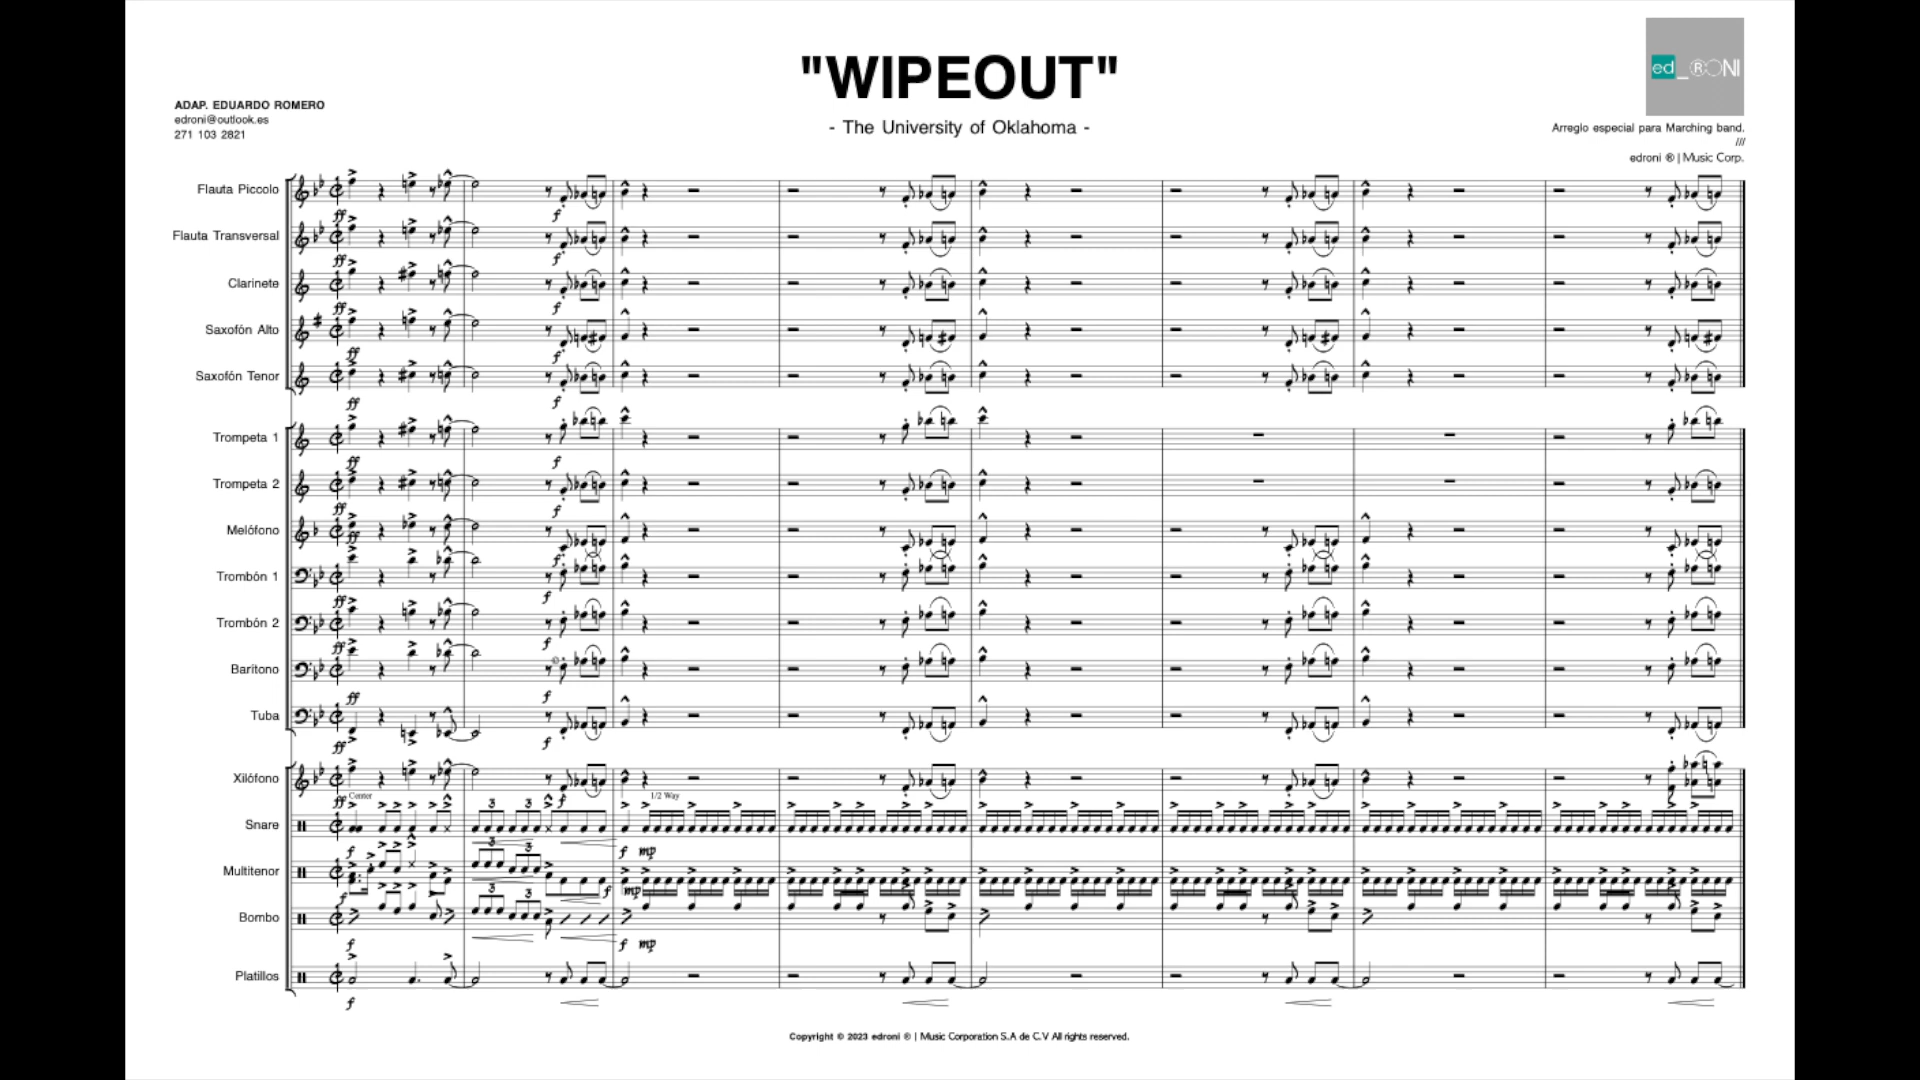 "WIPEOUT"
- The University of Oklahoma -
ADAP. EDUARDO ROMERO
edroni@outlook.es
271 103 2821
ed_®ONI
Arreglo especial para Marching band.
///
edroni ® | Music Corp.
Flauta Piccolo
Flauta Transversal
Clarinete
Saxofón Alto
Saxofón Tenor
Trompeta 1
Trompeta 2
Melófono
Trombón 1
Trombón 2
Barítono
Tuba
Xilófono
Center
1/2 Way
Snare
Multitenor
Bombo
Platillos
Copyright © 2023 edroni ® | Music Corporation S.A de C.V All rights reserved.